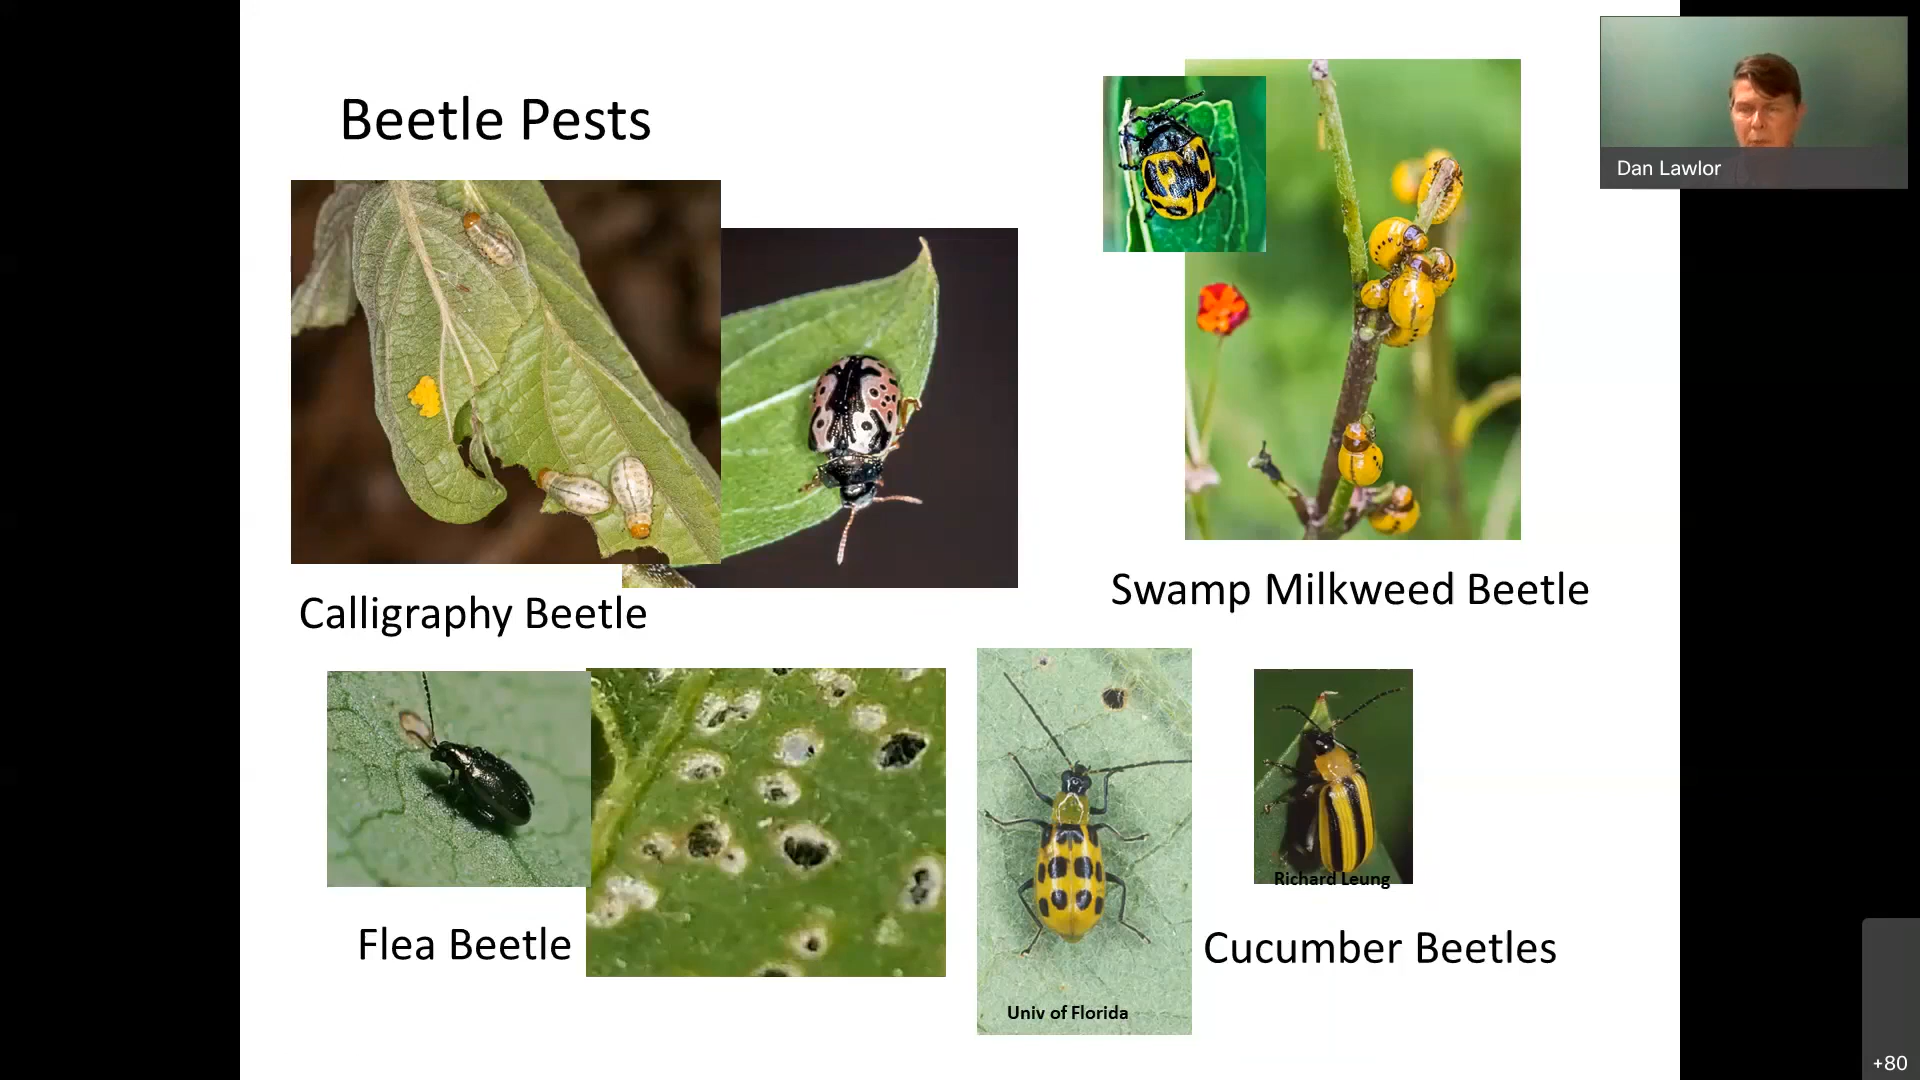 Beetle Pests
Dan Lawlor
Calligraphy Beetle
Swamp Milkweed Beetle
Richard Leung
Flea Beetle
Cucumber Beetles
Univ of Florida
+80